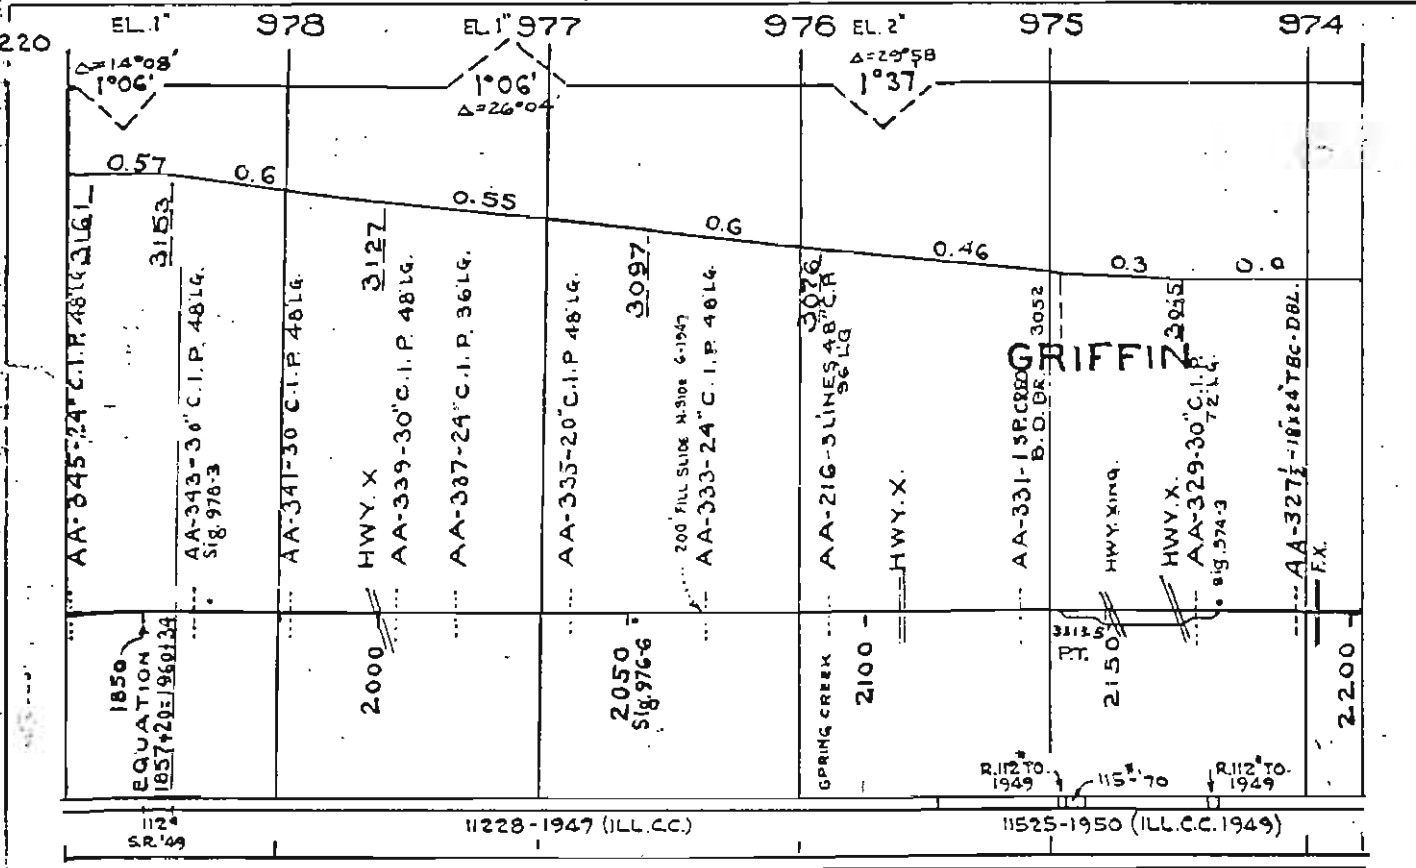 220
EL. 1"
978
EL. 1"
977
976
EL. 2"
975
974
Δ=14°08'
1°06'
1°06'
Δ=26°04'
Δ=29°58
1°37'
0.57
0.6
0.55
0.6
0.46
0.3
0.0
3161
3153
3127
3097
3076
3052
3045
GRIFFIN
AA-345-24" C.I.P. 48'LG.
AA-343-30" C.I.P. 48'LG.
Sig. 978-3
AA-341-30" C.I.P. 48'LG.
HWY. X
AA-339-30" C.I.P. 48'LG.
AA-337-24" C.I.P. 36'LG.
AA-335-20" C.I.P. 48'LG.
200' FILL SLIDE N.SIDE 6-1947
AA-333-24" C.I.P. 48'LG.
AA-216-3 LINES 48" C.P.
96'LG
HWY. X.
AA-331-1 SP. CREO
B.D. BR.
HWY. XING.
HWY. X.
AA-329-30" C.I.P.
72'LG.
Sig. 974-3
AA-327½-18x24" TBC-DBL.
F.X.
1850
EQUATION
1857+20=1960+34
2000
2050
Sig. 976-6
SPRING CREEK
2100
3313.5'
P.T.
2150
2200
R.112# TO.
1949
115#-70
R.112# TO.
1949
112#
S.R.'49
11228-1947 (ILL.C.C.)
11525-1950 (ILL.C.C.1949)